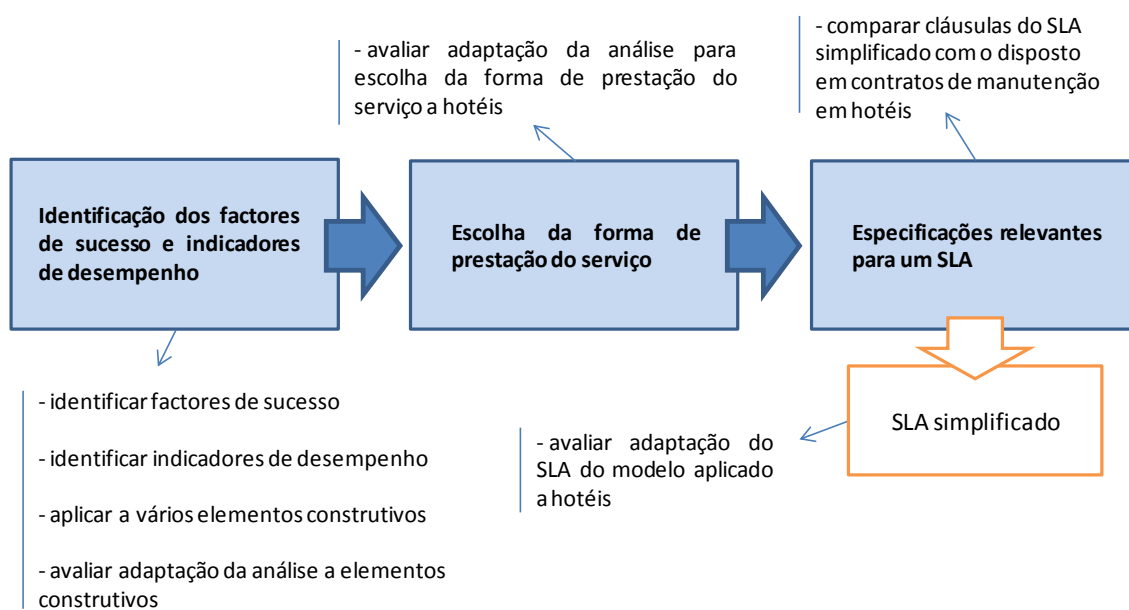 - avaliar adaptação da análise para
escolha da forma de prestação do
serviço a hotéis
- comparar cláusulas do SLA
simplificado com o disposto
em contratos de manutenção
em hotéis
Identificação dos factores
de sucesso e indicadores
de desempenho
Escolha da forma de
prestação do serviço
Especificações relevantes
para um SLA
- identificar factores de sucesso
- identificar indicadores de desempenho
- aplicar a vários elementos construtivos
- avaliar adaptação da análise a elementos
construtivos
- avaliar adaptação do
SLA do modelo aplicado
a hotéis
SLA simplificado